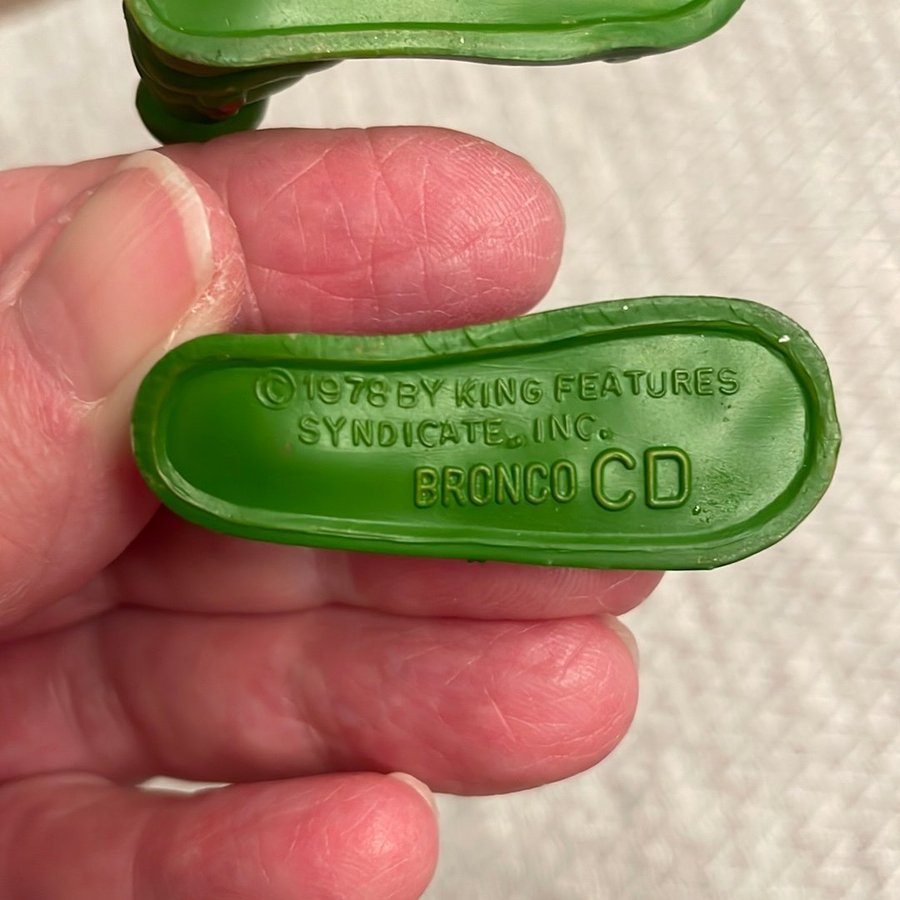 © 1978 BY KING FEATURES
SYNDICATE, INC.
BRONCO CD